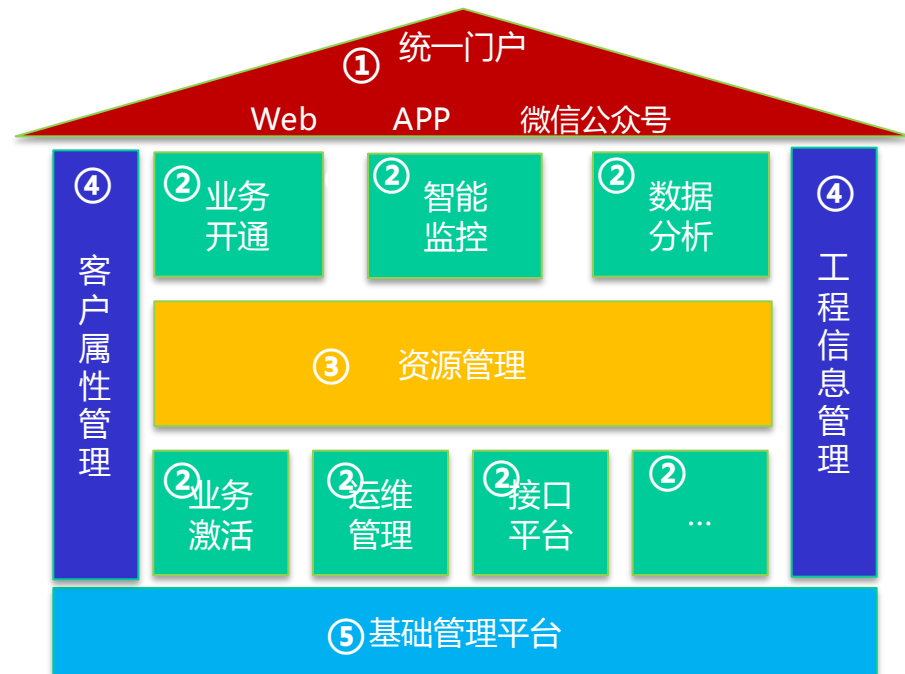 统一门户
①
Web APP 微信公众号
④
客户属性管理
②
业务
开通
②
智能
监控
②
数据
分析
④
工程信息管理
③ 资源管理
②
业务
激活
②
运维
管理
②
接口
平台
②
...
⑤基础管理平台